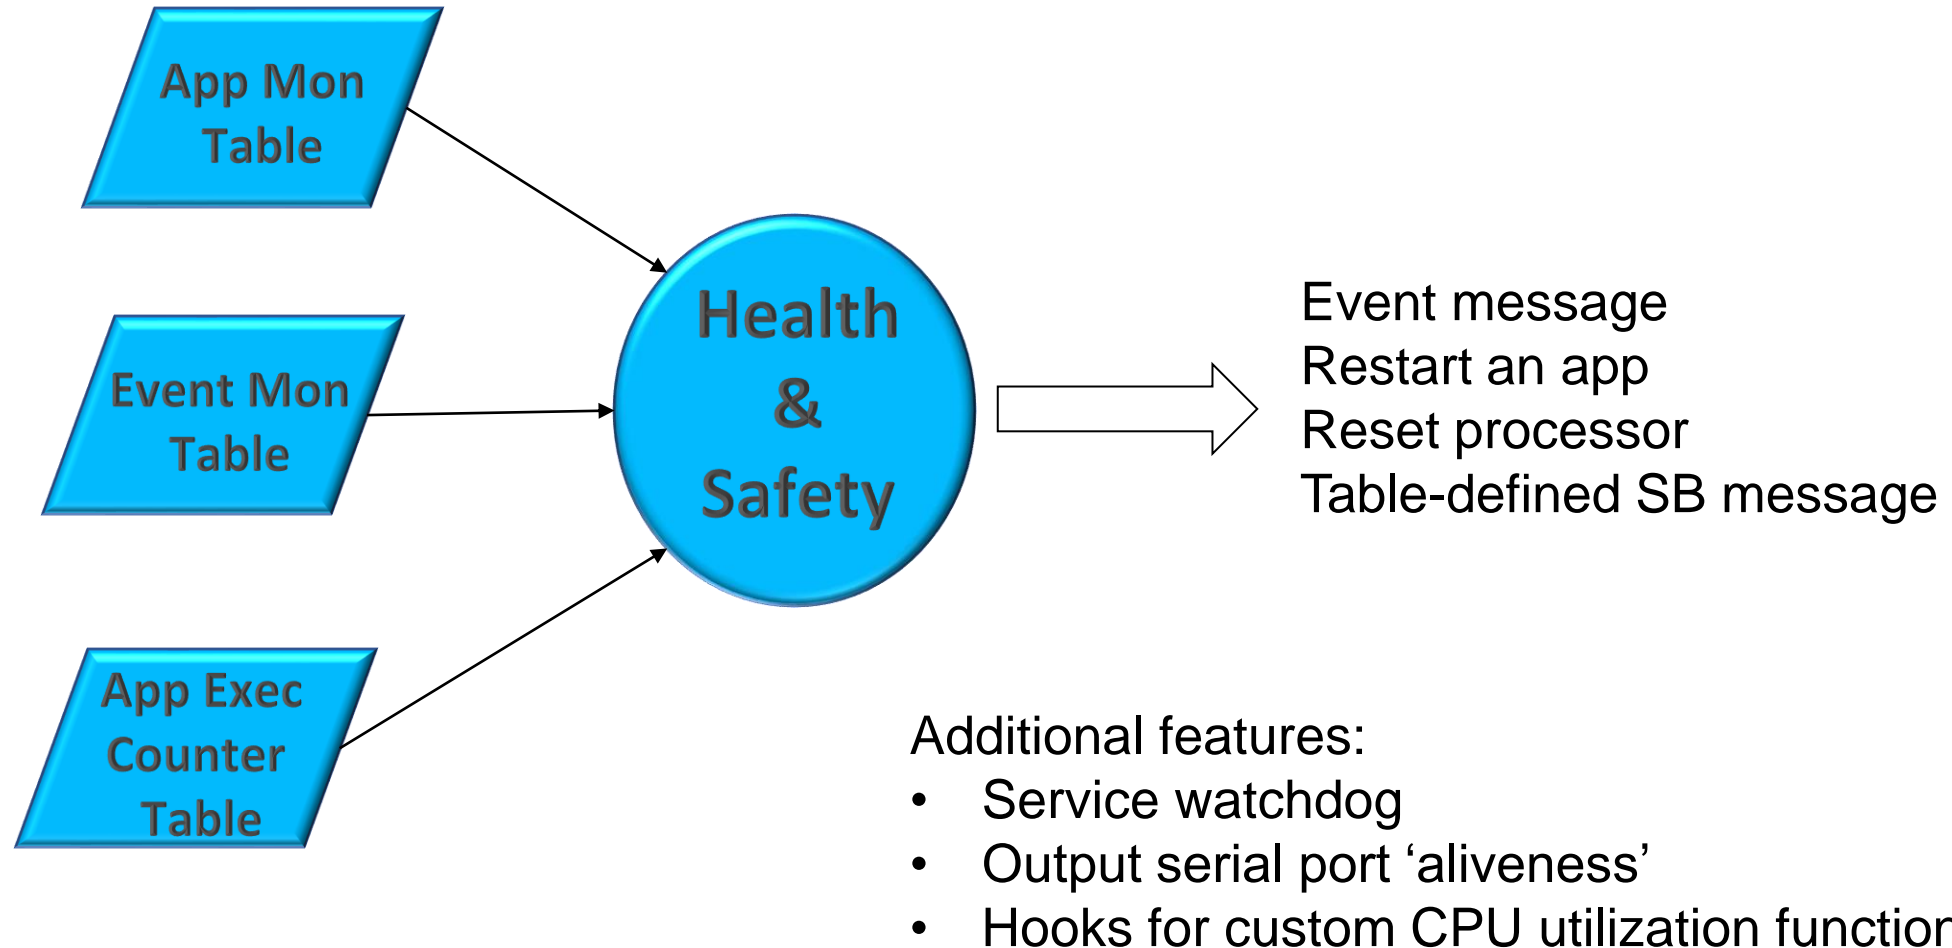 App Mon
Table
Event Mon
Table
App Exec
Counter
Table
Health
&
Safety
Event message
Restart an app
Reset processor
Table-defined SB message
Additional features:
• Service watchdog
• Output serial port ‘aliveness’
• Hooks for custom CPU utilization function